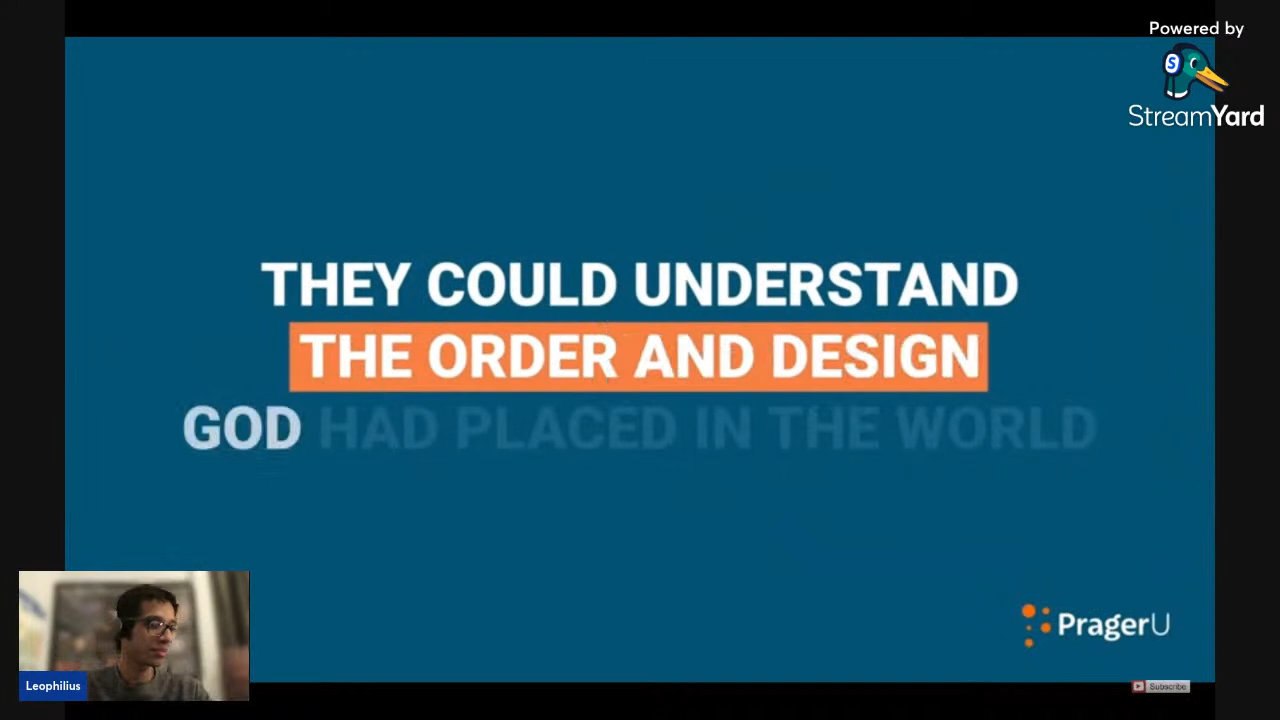 Powered by
StreamYard
THEY COULD UNDERSTAND
THE ORDER AND DESIGN
GOD HAD PLACED IN THE WORLD
PragerU
Subscribe
Leophilius